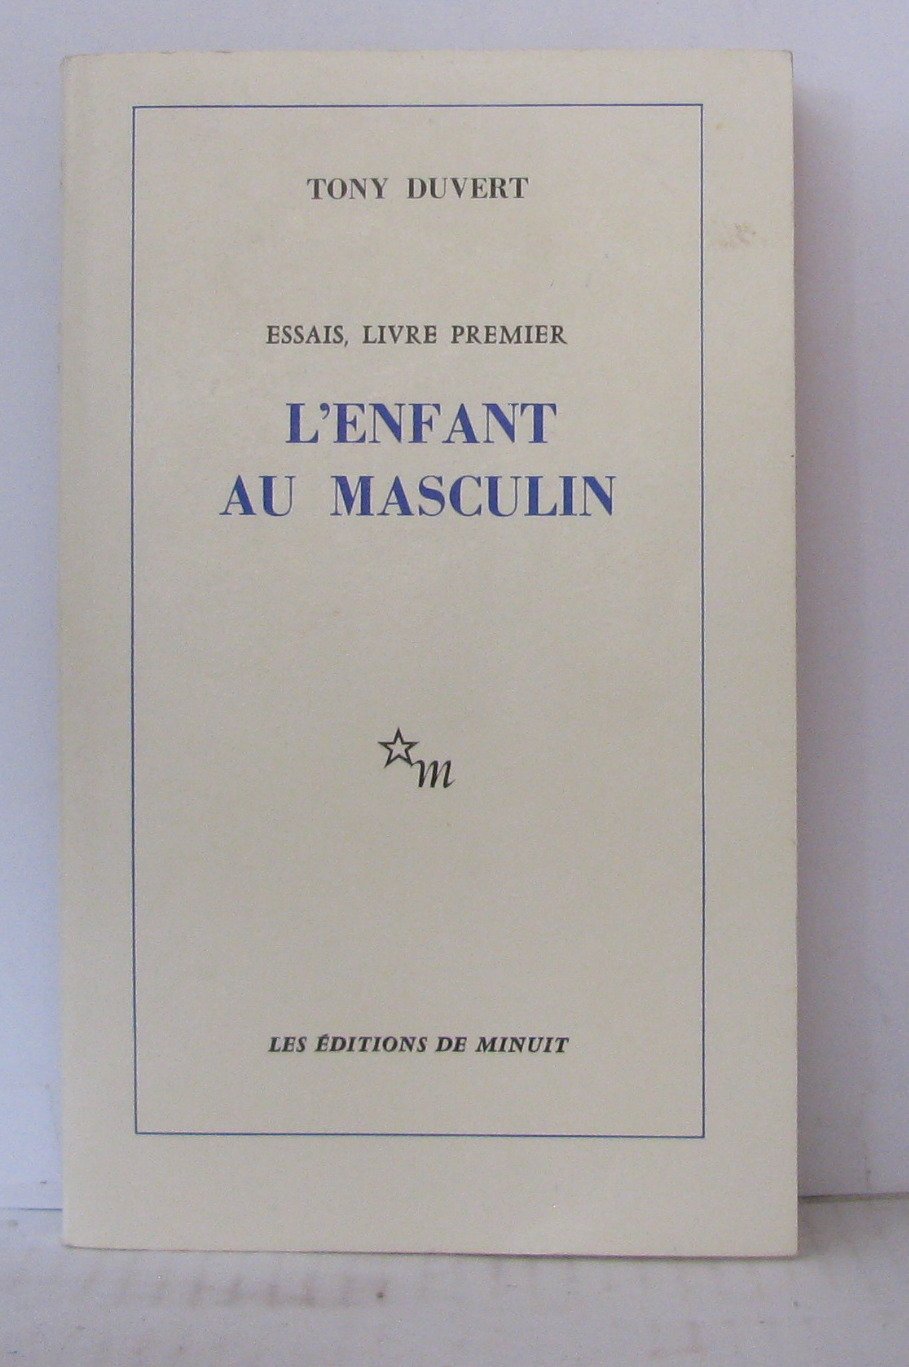 TONY DUVERT
ESSAIS, LIVRE PREMIER
L'ENFANT
AU MASCULIN
m
LES ÉDITIONS DE MINUIT